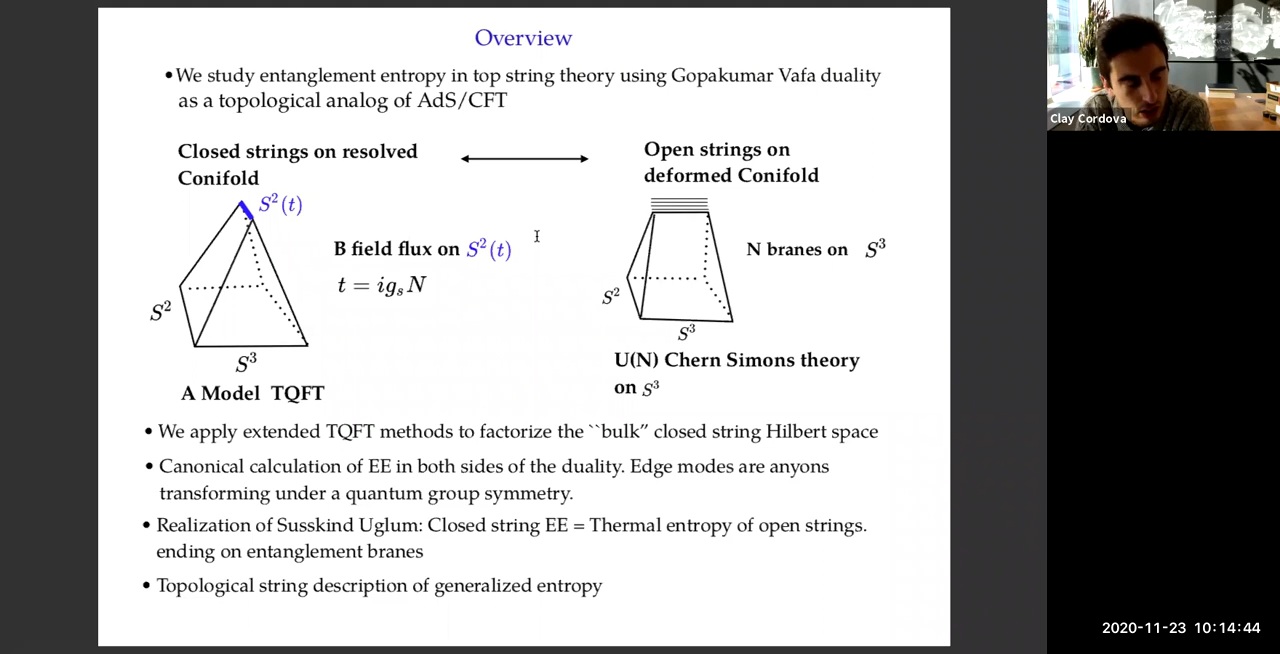 Overview
•We study entanglement entropy in top string theory using Gopakumar Vafa duality
as a topological analog of AdS/CFT
Closed strings on resolved
Conifold
Open strings on
deformed Conifold
S²(t)
B field flux on S²(t)
t = ig_sN
S²
S³
A Model TQFT
N branes on S³
S²
S³
U(N) Chern Simons theory
on S³
• We apply extended TQFT methods to factorize the ``bulk” closed string Hilbert space
• Canonical calculation of EE in both sides of the duality. Edge modes are anyons
transforming under a quantum group symmetry.
• Realization of Susskind Uglum: Closed string EE = Thermal entropy of open strings.
ending on entanglement branes
• Topological string description of generalized entropy
Clay Cordova
2020-11-23 10:14:44